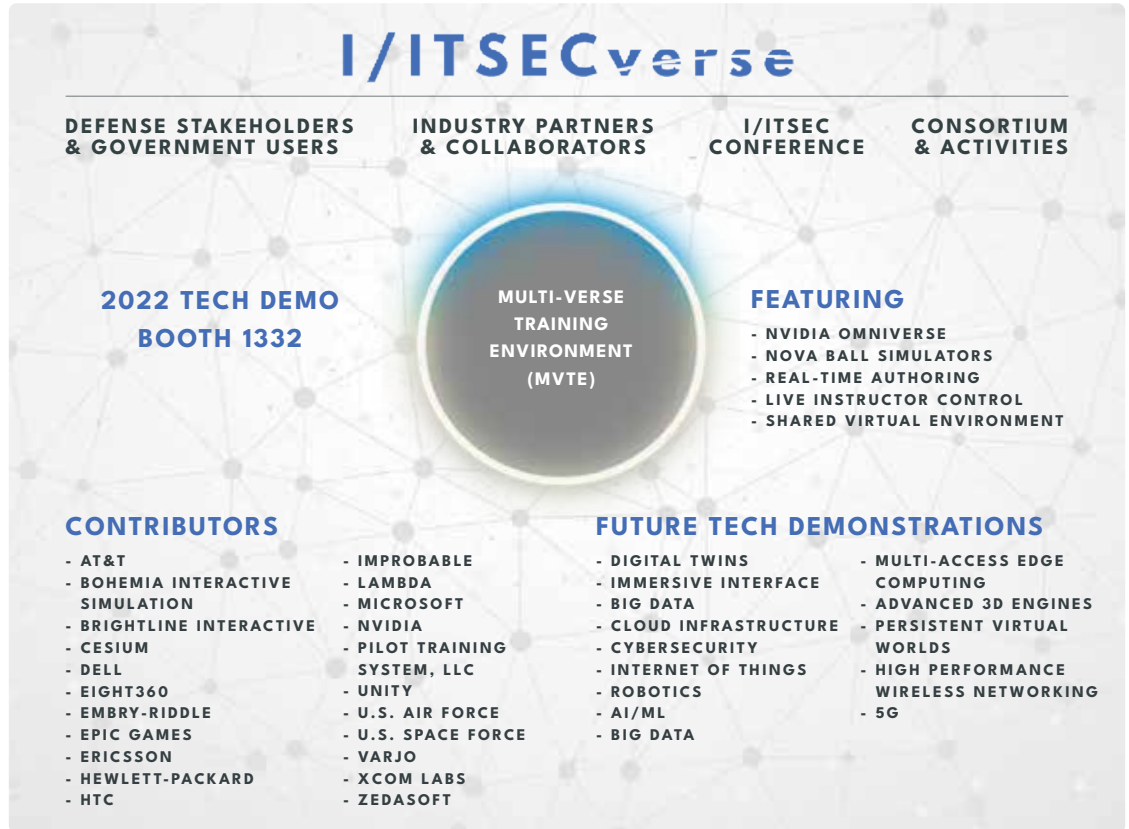 I/ITSECverse
DEFENSE STAKEHOLDERS
& GOVERNMENT USERS
INDUSTRY PARTNERS
& COLLABORATORS
I/ITSEC
CONFERENCE
CONSORTIUM
& ACTIVITIES
2022 TECH DEMO
BOOTH 1332
MULTI-VERSE
TRAINING
ENVIRONMENT
(MVTE)
FEATURING
- NVIDIA OMNIVERSE
- NOVA BALL SIMULATORS
- REAL-TIME AUTHORING
- LIVE INSTRUCTOR CONTROL
- SHARED VIRTUAL ENVIRONMENT
CONTRIBUTORS
- AT&T
- BOHEMIA INTERACTIVE
SIMULATION
- BRIGHTLINE INTERACTIVE
- CESIUM
- DELL
- EIGHT360
- EMBRY-RIDDLE
- EPIC GAMES
- ERICSSON
- HEWLETT-PACKARD
- HTC
- IMPROBABLE
- LAMBDA
- MICROSOFT
- NVIDIA
- PILOT TRAINING
SYSTEM, LLC
- UNITY
- U.S. AIR FORCE
- U.S. SPACE FORCE
- VARJO
- XCOM LABS
- ZEDASOFT
FUTURE TECH DEMONSTRATIONS
- DIGITAL TWINS
- IMMERSIVE INTERFACE
- BIG DATA
- CLOUD INFRASTRUCTURE
- CYBERSECURITY
- INTERNET OF THINGS
- ROBOTICS
- AI/ML
- BIG DATA
- MULTI-ACCESS EDGE
COMPUTING
- ADVANCED 3D ENGINES
- PERSISTENT VIRTUAL
WORLDS
- HIGH PERFORMANCE
WIRELESS NETWORKING
- 5G